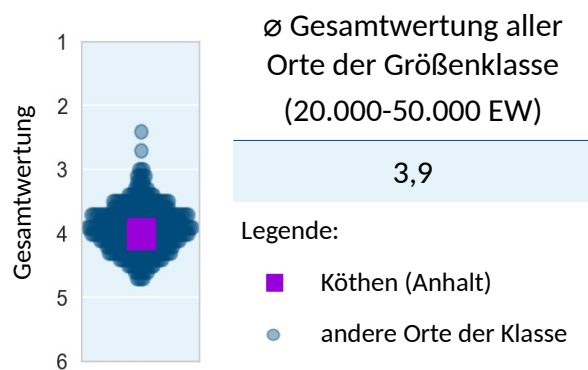 Gesamtwertung
1
2
3
4
5
6
⌀ Gesamtwertung aller
Orte der Größenklasse
(20.000-50.000 EW)
3,9
Legende:
Köthen (Anhalt)
andere Orte der Klasse